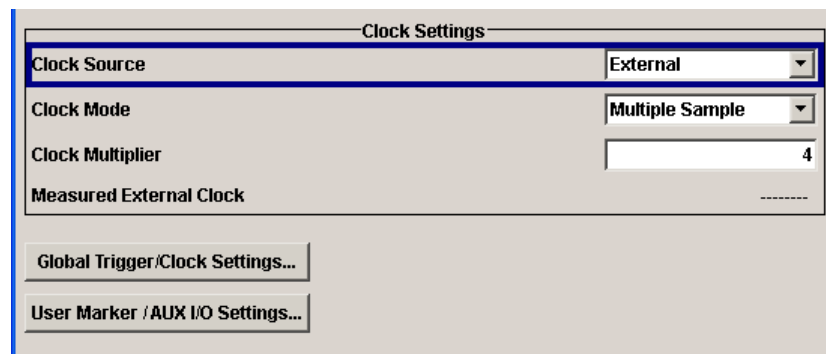 Clock Settings
Clock Source External
Clock Mode Multiple Sample
Clock Multiplier 4
Measured External Clock --------
Global Trigger/Clock Settings...
User Marker / AUX I/O Settings...